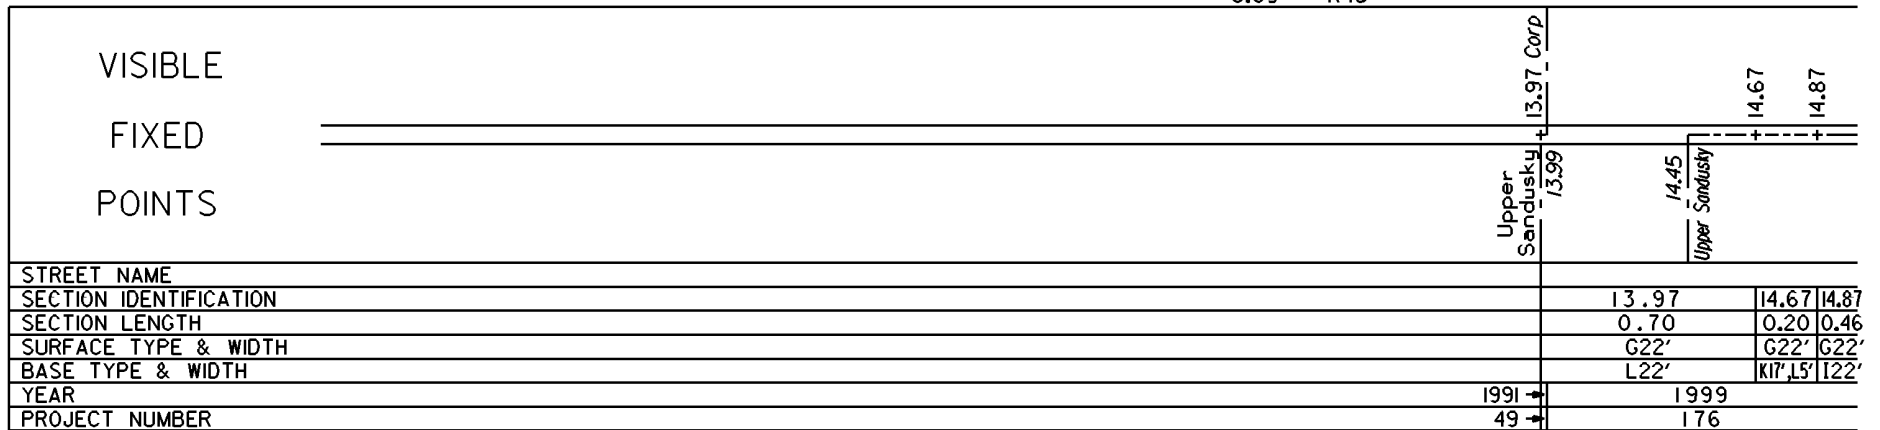 VISIBLE
FIXED
POINTS
13.97 Corp
14.67
14.87
Upper
Sandusky
13.99
14.45
Upper Sandusky
STREET NAME
SECTION IDENTIFICATION 13.97 14.67 14.87
SECTION LENGTH 0.70 0.20 0.46
SURFACE TYPE & WIDTH G22' G22' G22'
BASE TYPE & WIDTH L22' K17',L5' I22'
YEAR 1991 1999
PROJECT NUMBER 49 176